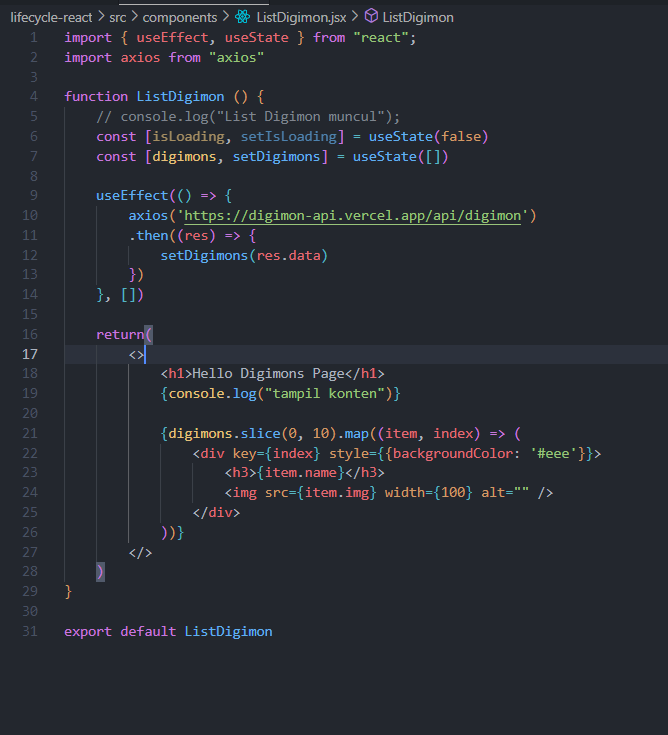 lifecycle-react > src > components > ListDigimon.jsx > ListDigimon
1 import { useEffect, useState } from "react";
2 import axios from "axios"
3
4 function ListDigimon () {
5     // console.log("List Digimon muncul");
6     const [isLoading, setIsLoading] = useState(false)
7     const [digimons, setDigimons] = useState([])
8
9     useEffect(() => {
10         axios('https://digimon-api.vercel.app/api/digimon')
11         .then((res) => {
12             setDigimons(res.data)
13         })
14     }, [])
15
16     return(
17         <>
18             <h1>Hello Digimons Page</h1>
19             {console.log("tampil konten")}
20
21             {digimons.slice(0, 10).map((item, index) => (
22                 <div key={index} style={{backgroundColor: '#eee'}}>
23                     <h3>{item.name}</h3>
24                     <img src={item.img} width={100} alt="" />
25                 </div>
26             ))}
27         </>
28     )
29 }
30
31 export default ListDigimon